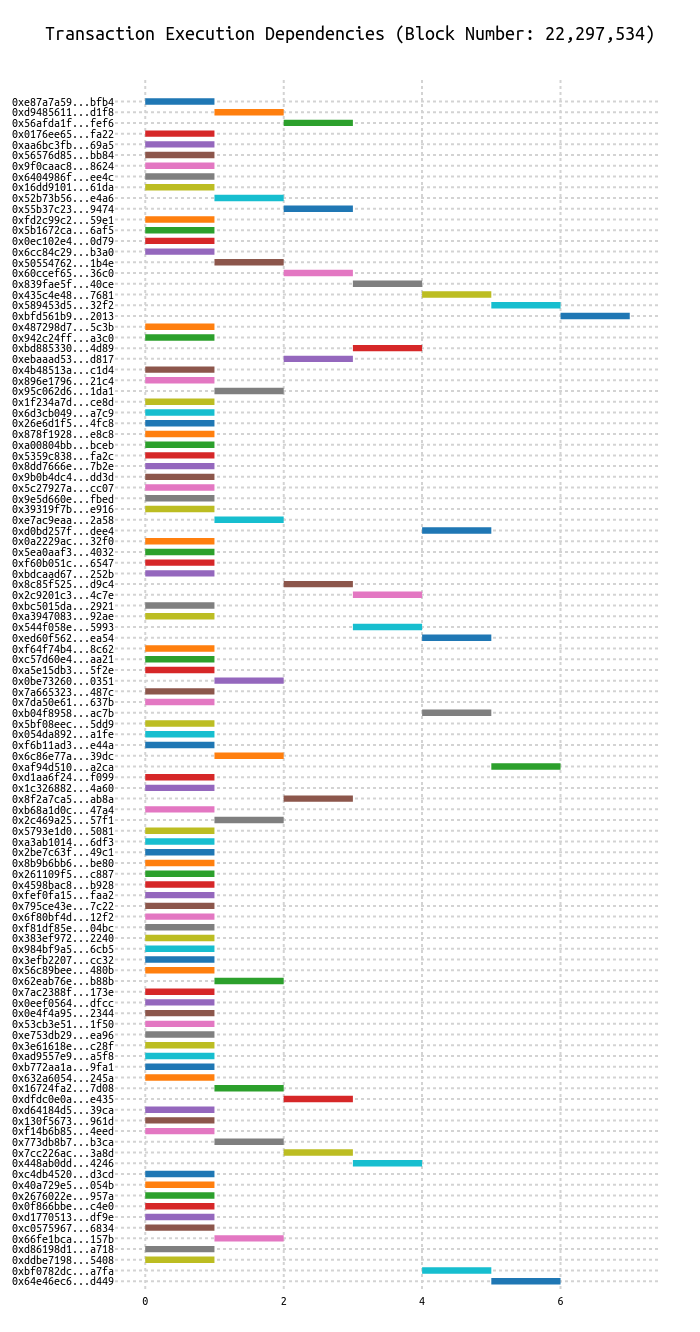 Transaction Execution Dependencies (Block Number: 22,297,534)
0xe87a7a59...bfb4
0xd9485611...d1f8
0x56afda1f...fef6
0x0176ee65...fa22
0xaa6bc3fb...69a5
0x56576d85...bb84
0x9f0caac8...8624
0x6404986f...ee4c
0x16dd9101...61da
0x52b73b56...e4a6
0x55b37c23...9474
0xfd2c99c2...59e1
0x5b1672ca...6af5
0x0ec102e4...0d79
0x6cc84c29...b3a0
0x50554762...1b4e
0x60ccef65...36c0
0x839fae5f...40ce
0x435c4e48...7681
0x589453d5...32f2
0xbfd561b9...2013
0x487298d7...5c3b
0x942c24ff...a3c0
0xbd885330...4d89
0xebaaad53...d817
0x4b48513a...c1d4
0x896e1796...21c4
0x95c062d6...1da1
0x1f234a7d...ce8d
0x6d3cb049...a7c9
0x26e6d1f5...4fc8
0x878f1928...e8c8
0xa00804bb...bceb
0x5359c838...fa2c
0x8dd7666e...7b2e
0x9b0b4dc4...dd3d
0x5c27927a...cc07
0x9e5d660e...fbed
0x39319f7b...e916
0xe7ac9eaa...2a58
0xd0bd257f...dee4
0x0a2229ac...32f0
0x5ea0aaf3...4032
0xf60b051c...6547
0xbdcaad67...252b
0x8c85f525...d9c4
0x2c9201c3...4c7e
0xbc5015da...2921
0xa3947083...92ae
0x544f058e...5993
0xed60f562...ea54
0xf64f74b4...8c62
0xc57d60e4...aa21
0xa5e15db3...5f2e
0x0be73260...0351
0x7a665323...487c
0x7da50e61...637b
0xb04f8958...ac7b
0x5bf08eec...5dd9
0x054da892...a1fe
0xf6b11ad3...e44a
0x6c86e77a...39dc
0xaf94d510...a2ca
0xd1aa6f24...f099
0x1c326882...4a60
0x8f2a7ca5...ab8a
0xb68a1d0c...47a4
0x2c469a25...57f1
0x5793e1d0...5081
0xa3ab1014...6df3
0x2be7c63f...49c1
0x8b9b6bb6...be80
0x261109f5...c887
0x4598bac8...b928
0xfef0fa15...faa2
0x795ce43e...7c22
0x6f80bf4d...12f2
0xf81df85e...04bc
0x383ef972...2240
0x984bf9a5...6cb5
0x3efb2207...cc32
0x56c89bee...480b
0x62eab76e...b88b
0x7ac2388f...173e
0x0eef0564...dfcc
0x0e4f4a95...2344
0x53cb3e51...1f50
0xe753db29...ea96
0x3e61618e...c28f
0xad9557e9...a5f8
0xb772aa1a...9fa1
0x632a6054...245a
0x16724fa2...7d08
0xdfdc0e0a...e435
0xd64184d5...39ca
0x130f5673...961d
0xf14b6b85...4eed
0x773db8b7...b3ca
0x7cc226ac...3a8d
0x448ab0dd...4246
0xc4db4520...d3cd
0x40a729e5...054b
0x2676022e...957a
0x0f866bbe...c4e0
0xd1770513...df9e
0xc0575967...6834
0x66fe1bca...157b
0xd86198d1...a718
0xddbe7198...5408
0xbf0782dc...a7fa
0x64e46ec6...d449
0 2 4 6